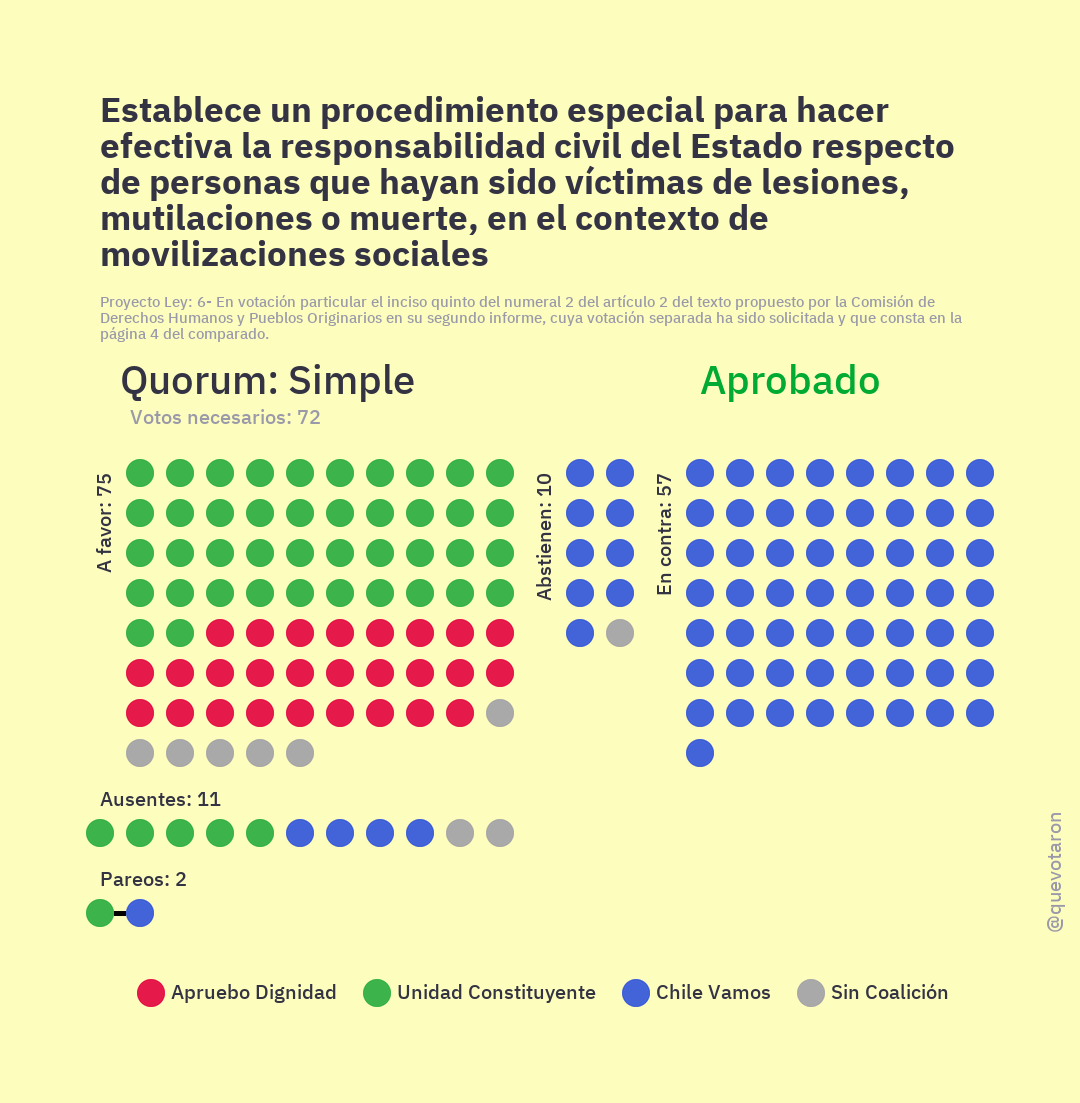 Establece un procedimiento especial para hacer
efectiva la responsabilidad civil del Estado respecto
de personas que hayan sido víctimas de lesiones,
mutilaciones o muerte, en el contexto de
movilizaciones sociales
Proyecto Ley: 6- En votación particular el inciso quinto del numeral 2 del artículo 2 del texto propuesto por la Comisión de
Derechos Humanos y Pueblos Originarios en su segundo informe, cuya votación separada ha sido solicitada y que consta en la
página 4 del comparado.
Quorum: Simple
Aprobado
Votos necesarios: 72
A favor: 75
Abstienen: 10
En contra: 57
Ausentes: 11
Pareos: 2
@quevotaron
Apruebo Dignidad
Unidad Constituyente
Chile Vamos
Sin Coalición